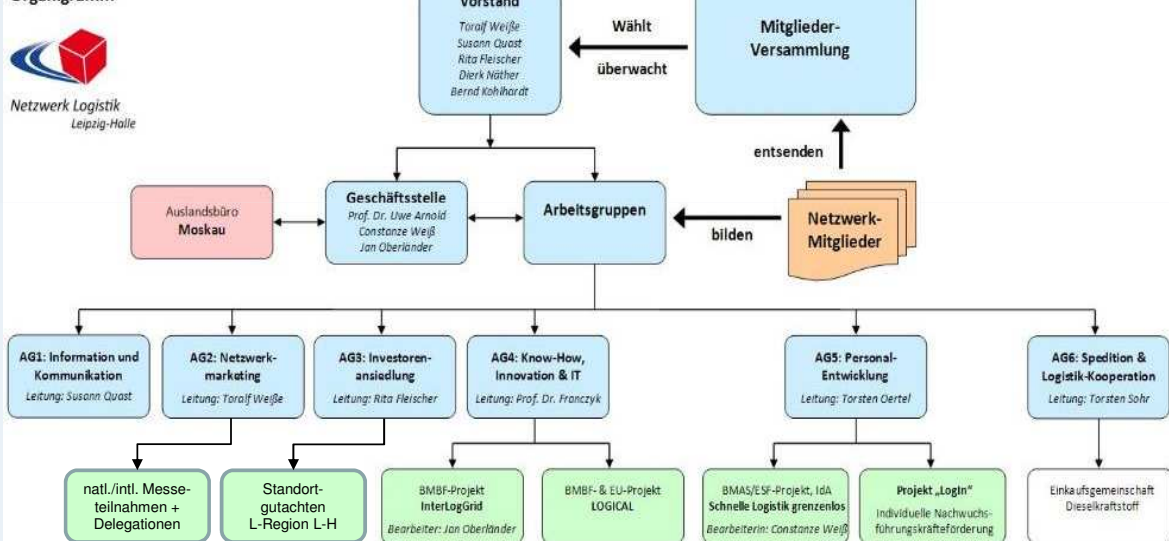 Organigramm
Netzwerk Logistik
Leipzig-Halle
Vorstand
Toralf Weiße
Susann Quast
Rita Fleischer
Dierk Näther
Bernd Kohlhardt
Wählt
überwacht
Mitglieder-
Versammlung
entsenden
Auslandsbüro
Moskau
Geschäftsstelle
Prof. Dr. Uwe Arnold
Constanze Weiß
Jan Oberländer
Arbeitsgruppen
bilden
Netzwerk-
Mitglieder
AG1: Information und
Kommunikation
Leitung: Susann Quast
AG2: Netzwerk-
marketing
Leitung: Toralf Weiße
AG3: Investoren-
ansiedlung
Leitung: Rita Fleischer
AG4: Know-How,
Innovation & IT
Leitung: Prof. Dr. Franczyk
AG5: Personal-
Entwicklung
Leitung: Torsten Oertel
AG6: Spedition &
Logistik-Kooperation
Leitung: Torsten Sohr
natl./intl. Messe-
teilnahmen +
Delegationen
Standort-
gutachten
L-Region L-H
BMBF-Projekt
InterLogGrid
Bearbeiter: Jan Oberländer
BMBF- & EU-Projekt
LOGICAL
BMAS/ESF-Projekt, IdA
Schnelle Logistik grenzenlos
Bearbeiterin: Constanze Weiß
Projekt „LogIn"
Individuelle Nachwuchs-
führungskräfteförderung
Einkaufsgemeinschaft
Dieselkraftstoff